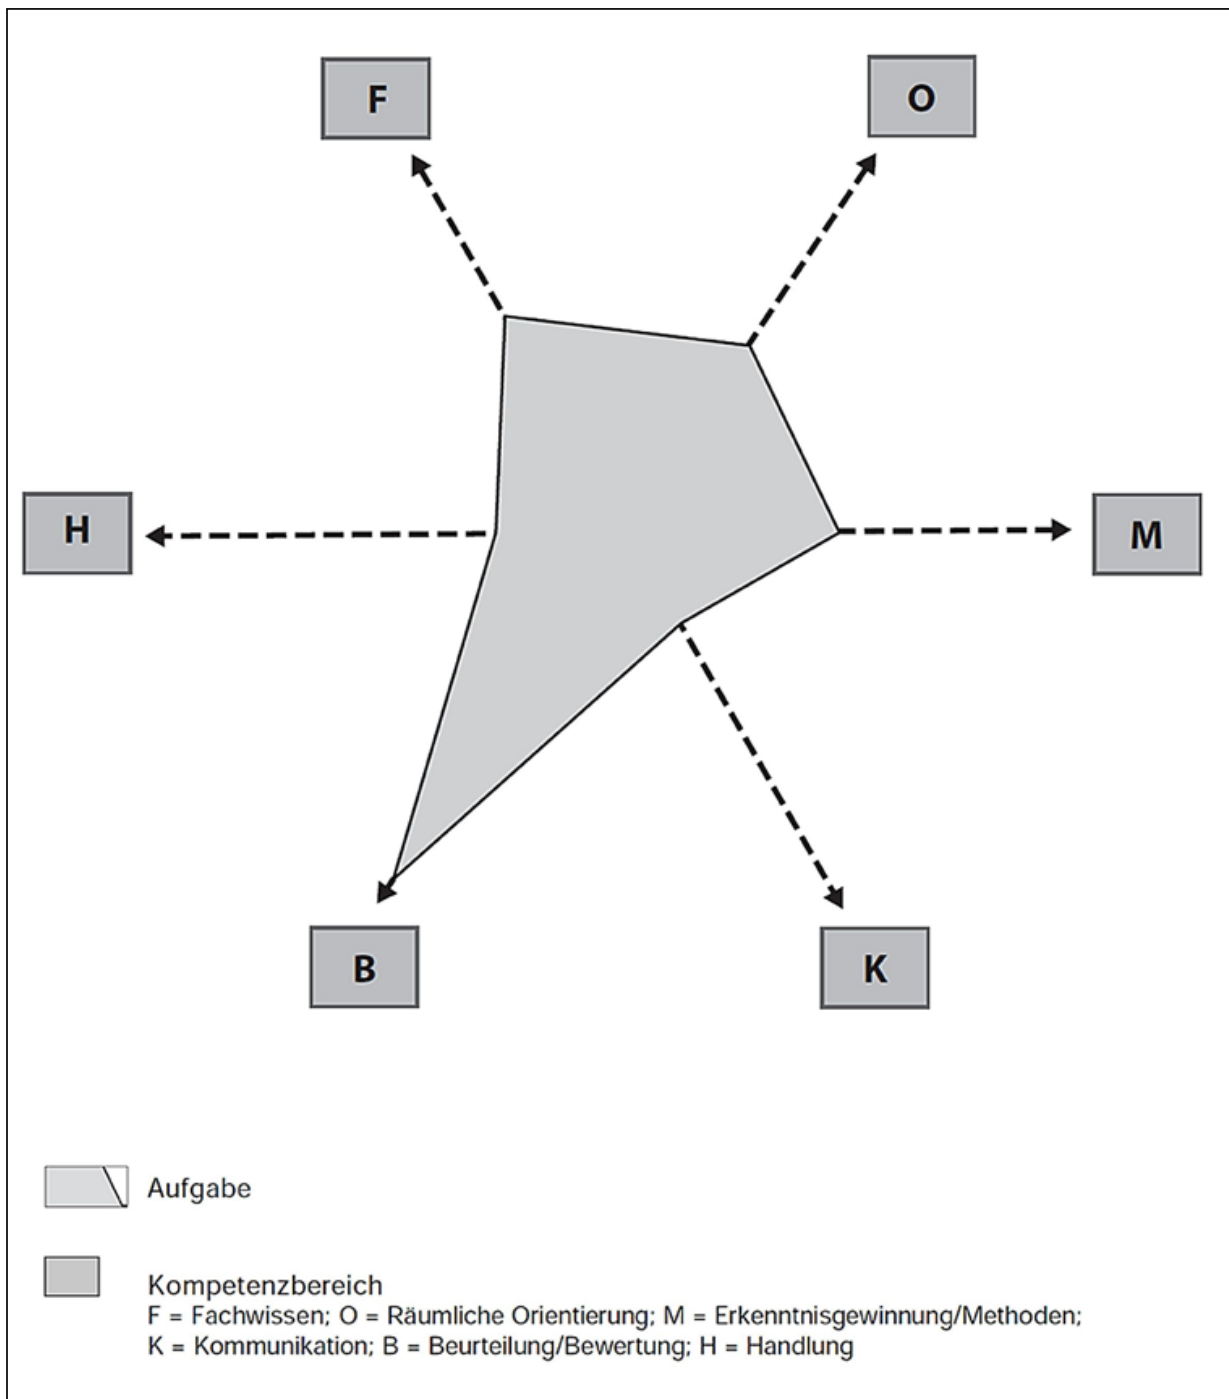 F
O
H
M
B
K
Aufgabe
Kompetenzbereich
F = Fachwissen; O = Räumliche Orientierung; M = Erkenntnisgewinnung/Methoden;
K = Kommunikation; B = Beurteilung/Bewertung; H = Handlung